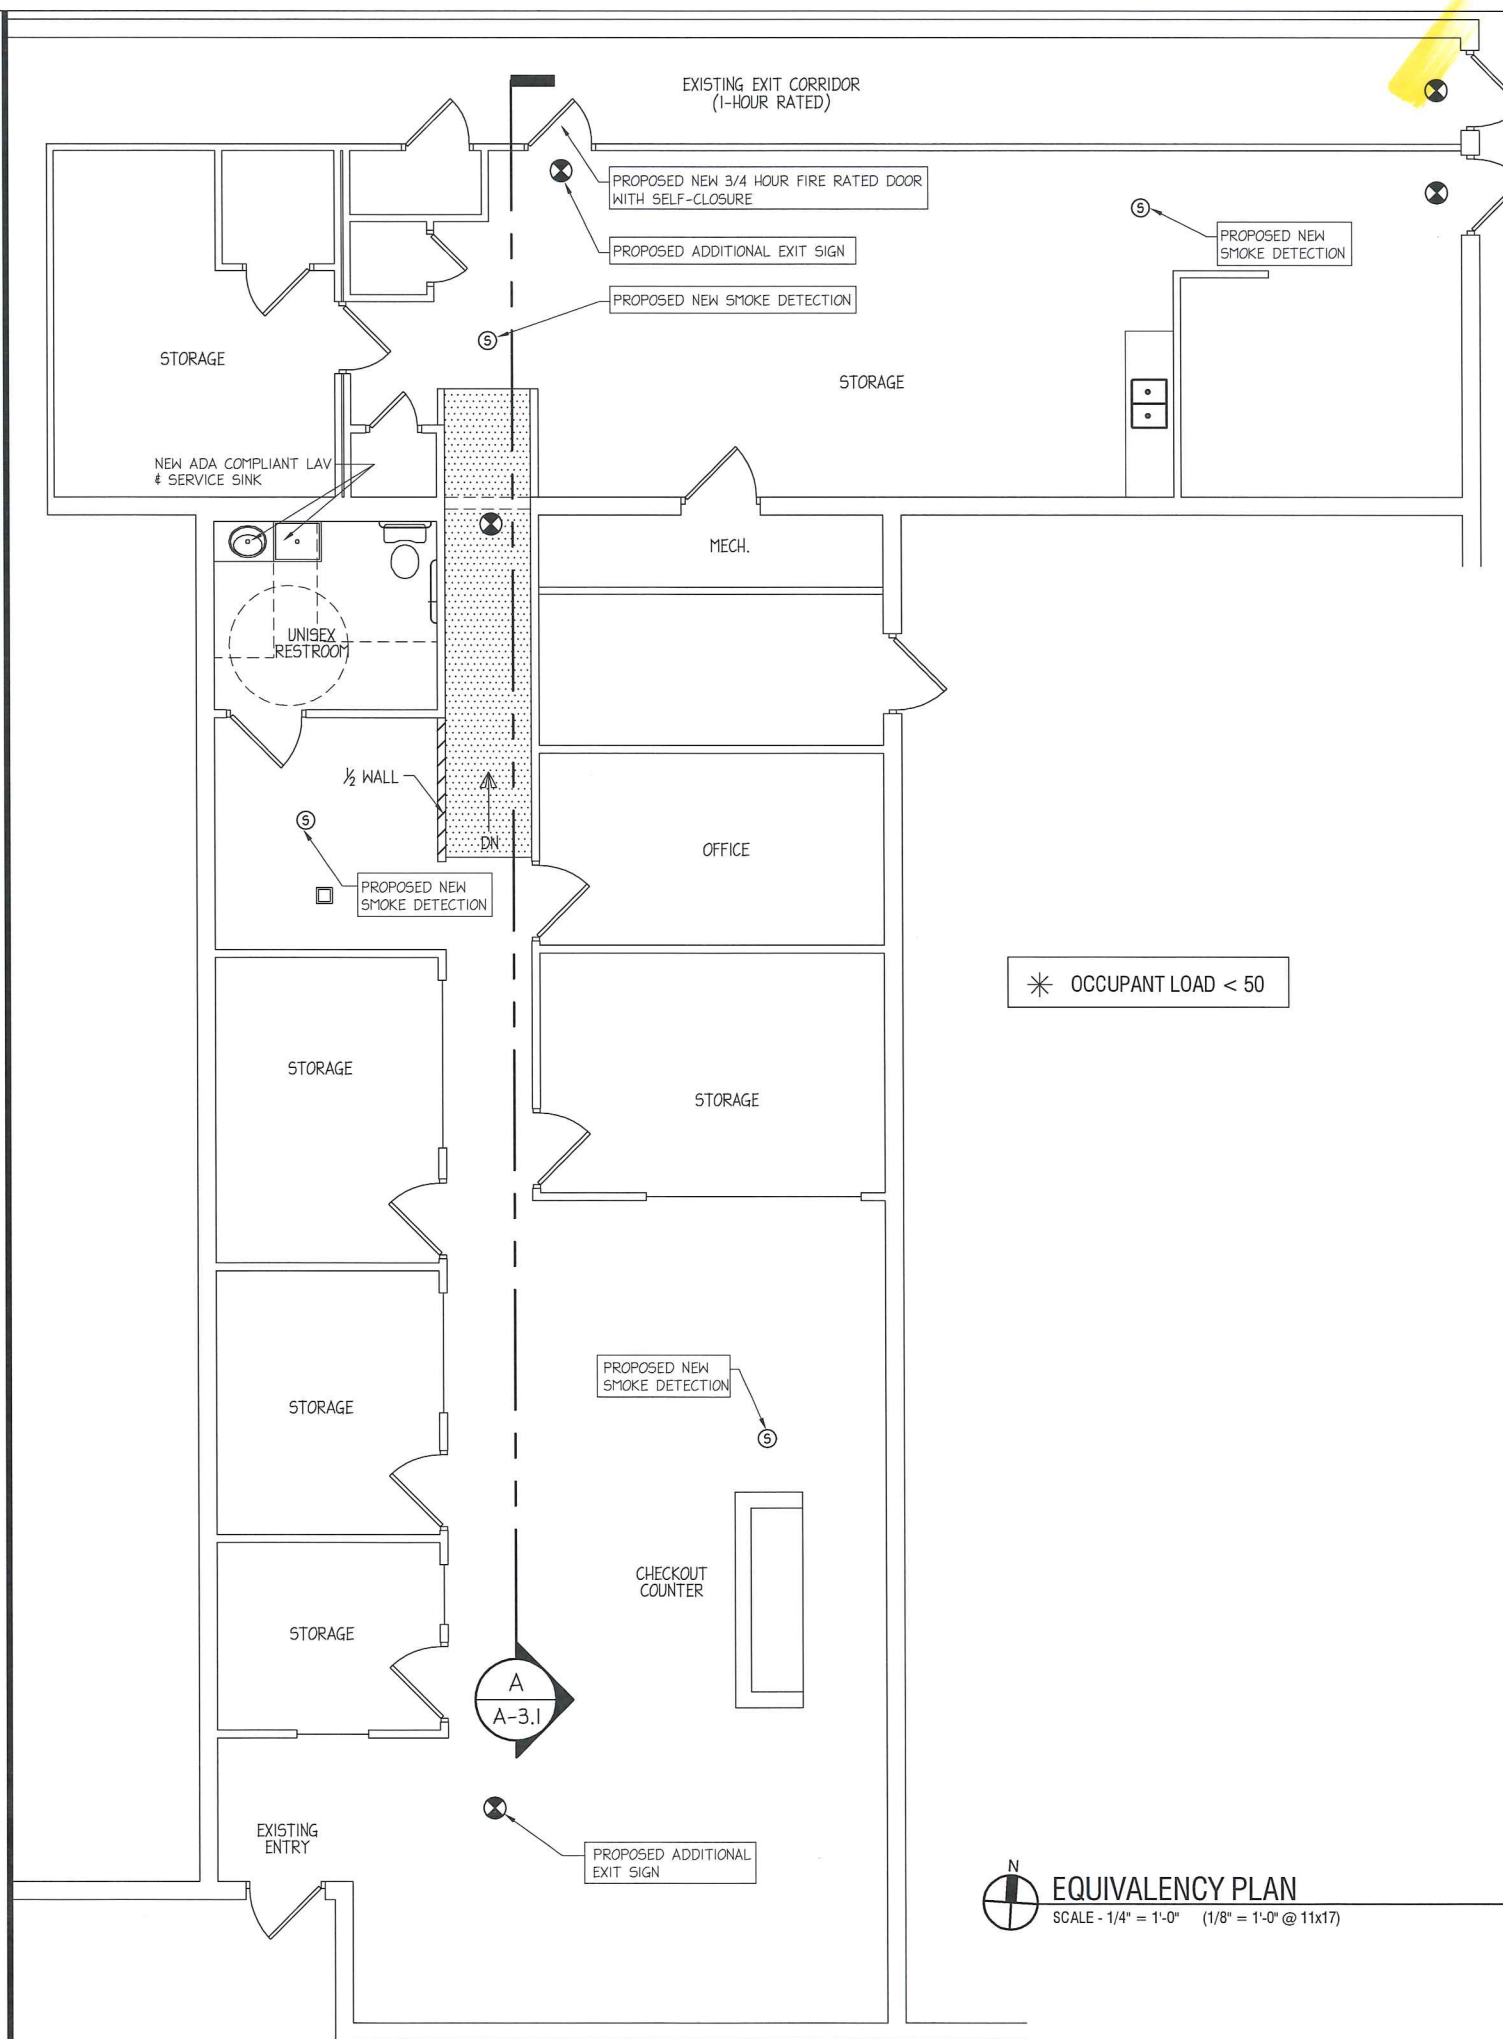 EXISTING EXIT CORRIDOR
(1-HOUR RATED)
PROPOSED NEW 3/4 HOUR FIRE RATED DOOR
WITH SELF-CLOSURE
PROPOSED ADDITIONAL EXIT SIGN
PROPOSED NEW SMOKE DETECTION
S
S
PROPOSED NEW
SMOKE DETECTION
STORAGE
STORAGE
NEW ADA COMPLIANT LAV
& SERVICE SINK
MECH.
UNISEX
RESTROOM
½ WALL
DN
S
PROPOSED NEW
SMOKE DETECTION
OFFICE
✳ OCCUPANT LOAD < 50
STORAGE
STORAGE
PROPOSED NEW
SMOKE DETECTION
S
STORAGE
CHECKOUT
COUNTER
STORAGE
A
A-3.1
EXISTING
ENTRY
PROPOSED ADDITIONAL
EXIT SIGN
N
EQUIVALENCY PLAN
SCALE - 1/4" = 1'-0" (1/8" = 1'-0" @ 11x17)